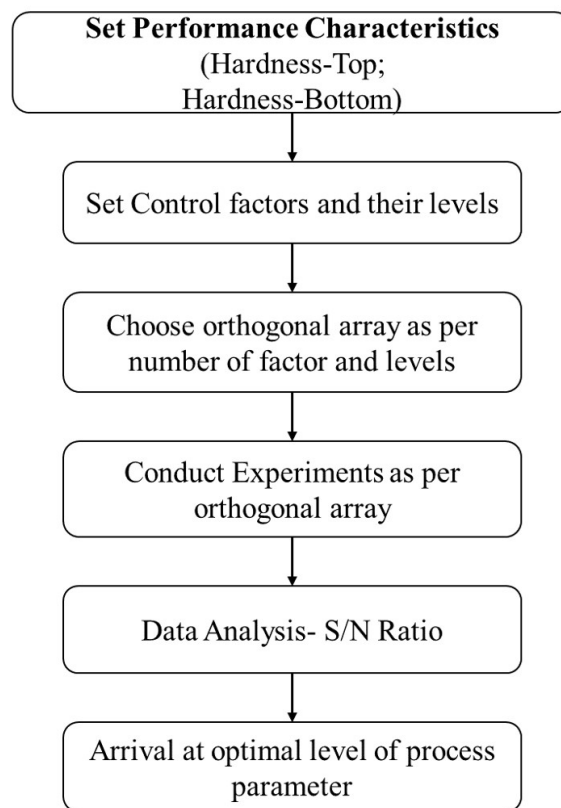 Set Performance Characteristics
(Hardness-Top;
Hardness-Bottom)
Set Control factors and their levels
Choose orthogonal array as per
number of factor and levels
Conduct Experiments as per
orthogonal array
Data Analysis- S/N Ratio
Arrival at optimal level of process
parameter